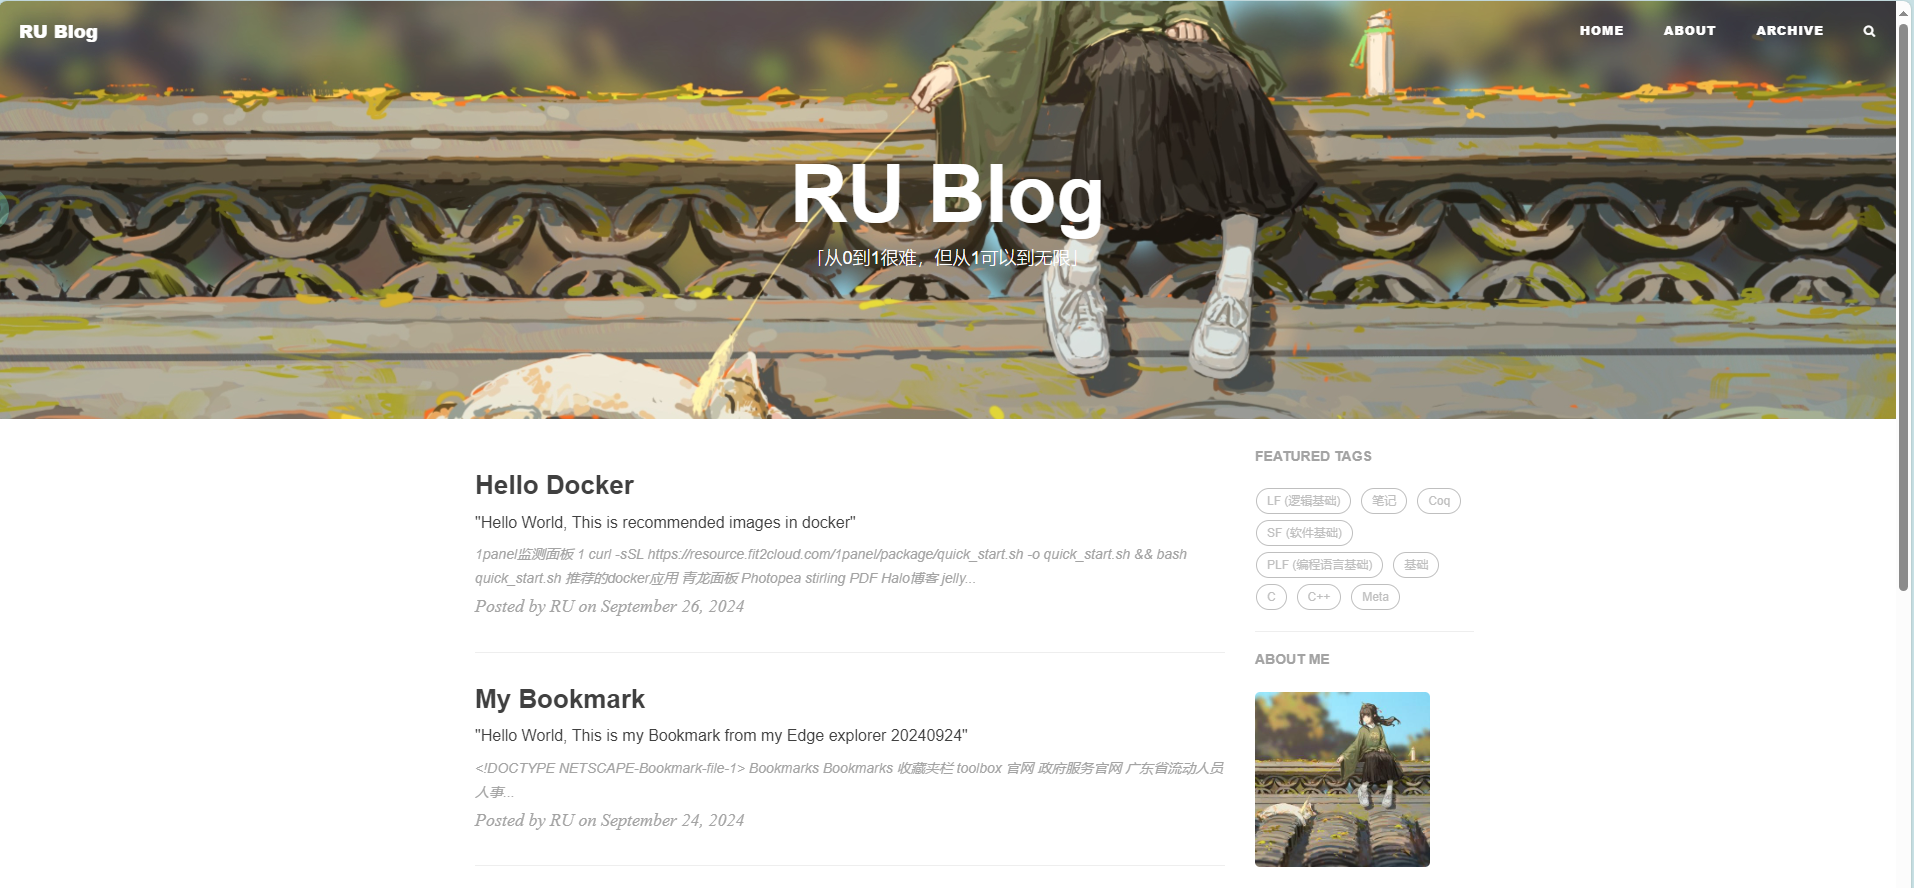 RU Blog
HOME ABOUT ARCHIVE
RU Blog
「从0到1很难，但从1可以到无限」
Hello Docker
"Hello World, This is recommended images in docker"
1panel监测面板 1 curl -sSL https://resource.fit2cloud.com/1panel/package/quick_start.sh -o quick_start.sh && bash
quick_start.sh 推荐的docker应用 青龙面板 Photopea stirling PDF Halo博客 jelly...
Posted by RU on September 26, 2024
My Bookmark
"Hello World, This is my Bookmark from my Edge explorer 20240924"
<!DOCTYPE NETSCAPE-Bookmark-file-1> Bookmarks Bookmarks 收藏夹栏 toolbox 官网 政府服务官网 广东省流动人员
人事...
Posted by RU on September 24, 2024
FEATURED TAGS
LF (逻辑基础) 笔记 Coq
SF (软件基础)
PLF (编程语言基础) 基础
C C++ Meta
ABOUT ME